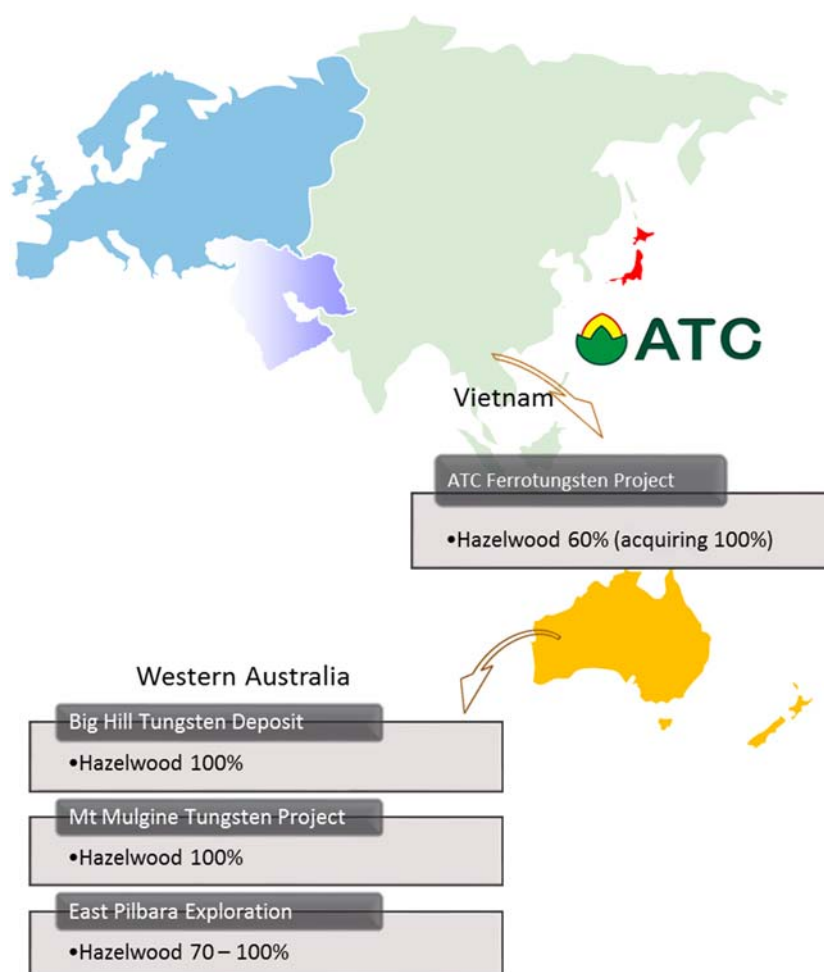 ATC
Vietnam
ATC Ferrotungsten Project
•Hazelwood 60% (acquiring 100%)
Western Australia
Big Hill Tungsten Deposit
•Hazelwood 100%
Mt Mulgine Tungsten Project
•Hazelwood 100%
East Pilbara Exploration
•Hazelwood 70 – 100%